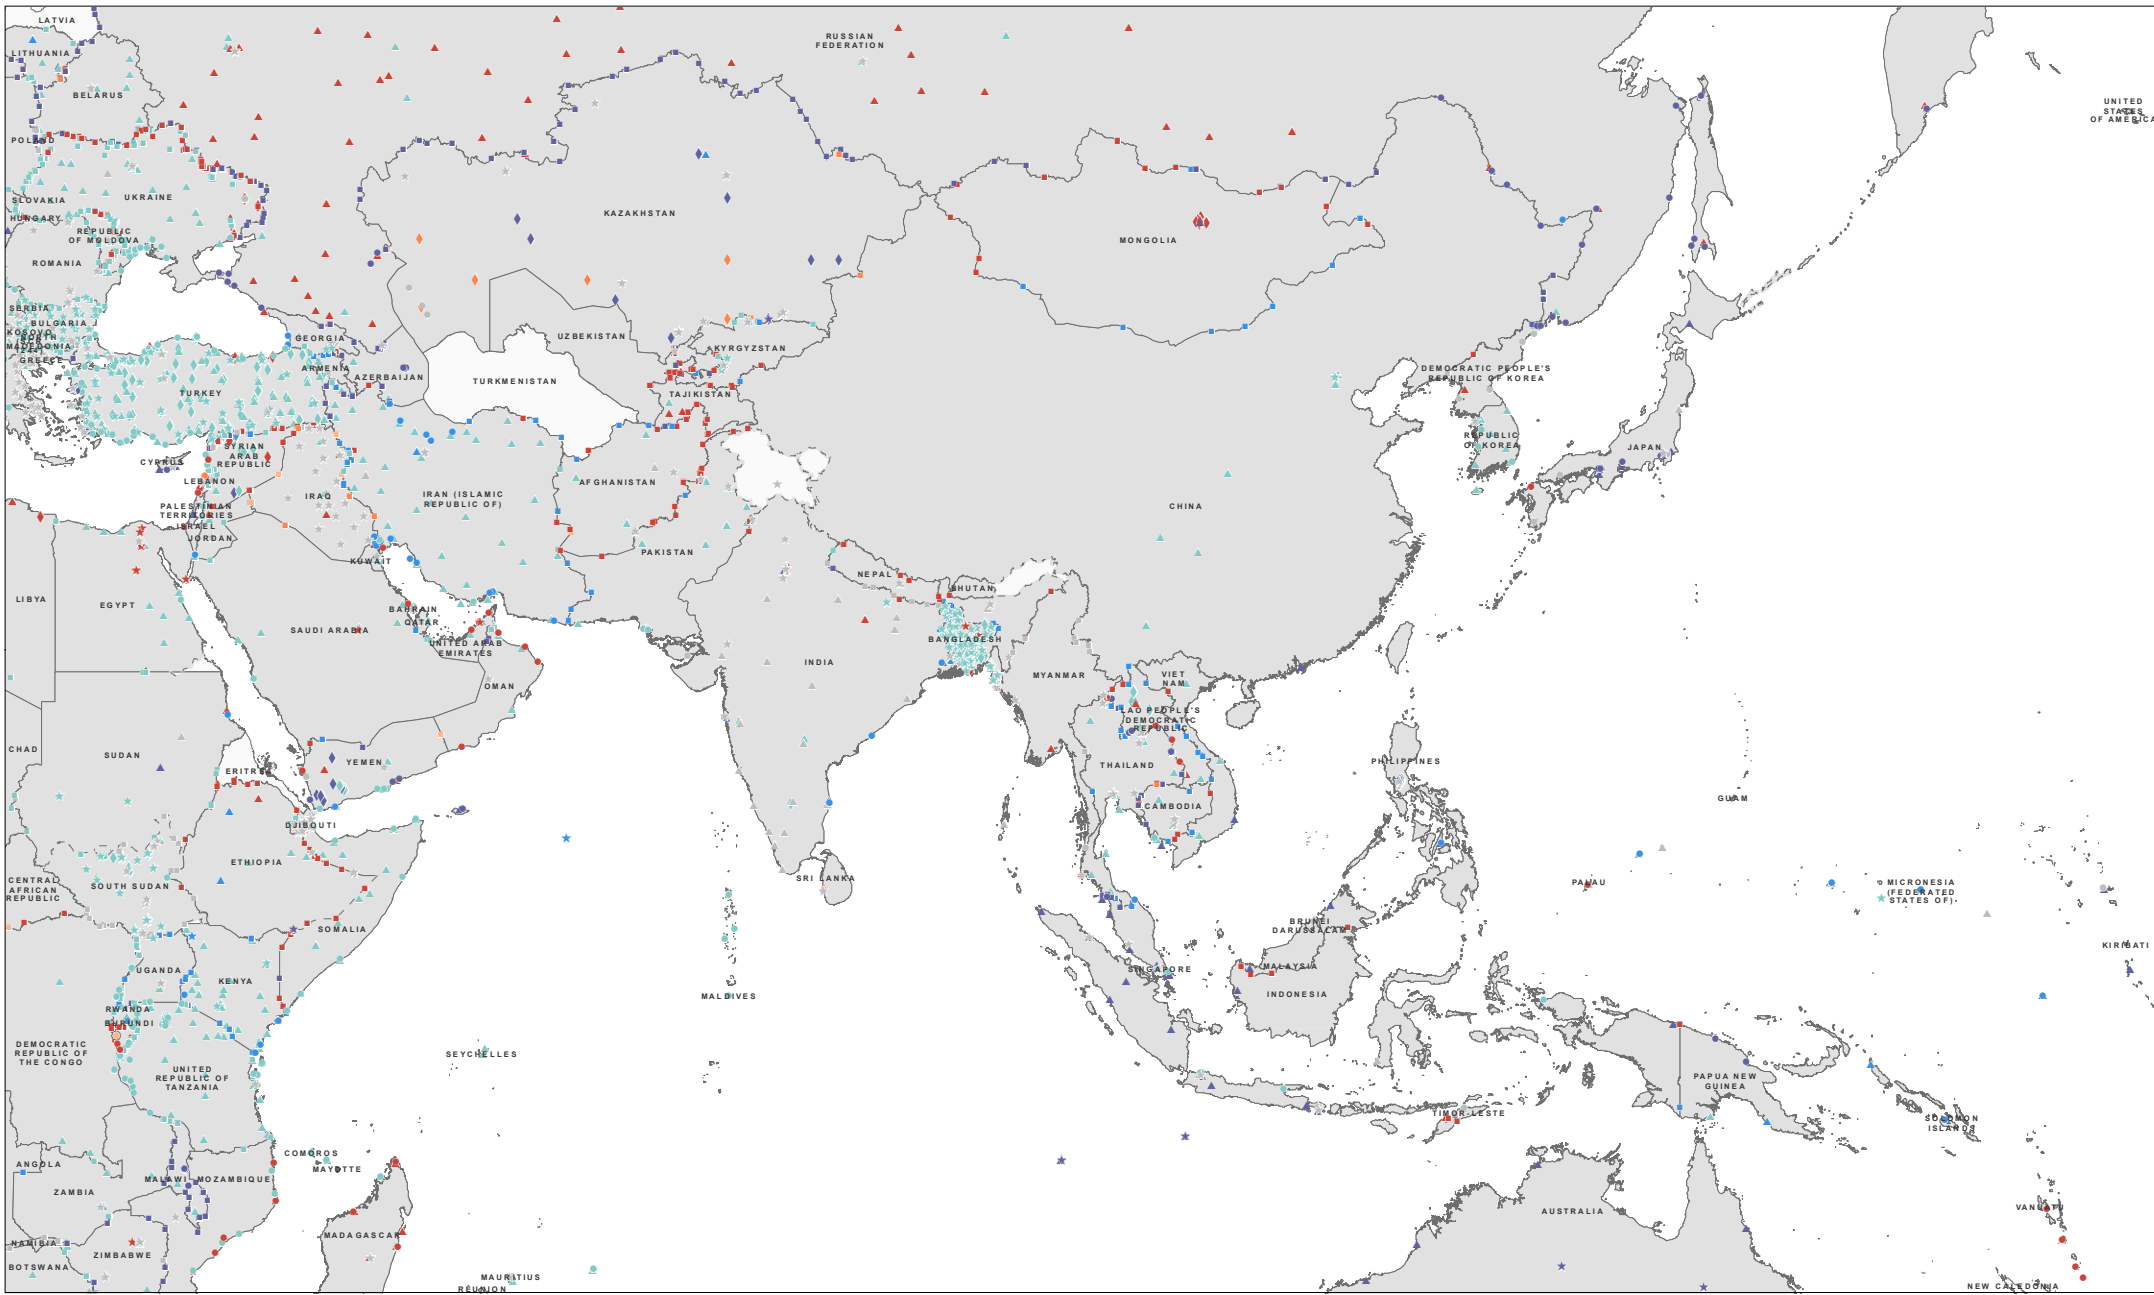 LATVIA
LITHUANIA
BELARUS
POLAND
UKRAINE
SLOVAKIA
HUNGARY
REPUBLIC
OF MOLDOVA
ROMANIA
SERBIA
BULGARIA
KOSOVO
NORTH
MACEDONIA
GREECE
RUSSIAN
FEDERATION
UNITED
STATES
OF AMERICA
KAZAKHSTAN
MONGOLIA
GEORGIA
ARMENIA
AZERBAIJAN
TURKEY
UZBEKISTAN
KYRGYZSTAN
TURKMENISTAN
TAJIKISTAN
DEMOCRATIC PEOPLE'S
REPUBLIC OF KOREA
REPUBLIC
OF KOREA
JAPAN
CYPRUS
SYRIAN
ARAB
REPUBLIC
LEBANON
PALESTINIAN
TERRITORIES
ISRAEL
JORDAN
IRAQ
IRAN (ISLAMIC
REPUBLIC OF)
AFGHANISTAN
PAKISTAN
CHINA
KUWAIT
NEPAL
BHUTAN
LIBYA
EGYPT
SAUDI ARABIA
BAHRAIN
QATAR
UNITED ARAB
EMIRATES
OMAN
INDIA
BANGLADESH
MYANMAR
VIET
NAM
LAO PEOPLE'S
DEMOCRATIC
REPUBLIC
THAILAND
CAMBODIA
PHILIPPINES
GUAM
CHAD
SUDAN
ERITREA
YEMEN
DJIBOUTI
ETHIOPIA
CENTRAL
AFRICAN
REPUBLIC
SOUTH SUDAN
SOMALIA
SRI LANKA
PALAU
MICRONESIA
(FEDERATED
STATES OF)
BRUNEI
DARUSSALAM
KIRIBATI
UGANDA
KENYA
MALDIVES
SINGAPORE
MALAYSIA
INDONESIA
RWANDA
BURUNDI
DEMOCRATIC
REPUBLIC OF
THE CONGO
SEYCHELLES
UNITED
REPUBLIC OF
TANZANIA
PAPUA NEW
GUINEA
TIMOR-LESTE
SOLOMON
ISLANDS
COMOROS
MAYOTTE
ANGOLA
ZAMBIA
MALAWI
MOZAMBIQUE
AUSTRALIA
VANUATU
MADAGASCAR
NAMIBIA
ZIMBABWE
BOTSWANA
MAURITIUS
RÉUNION
NEW CALEDONIA